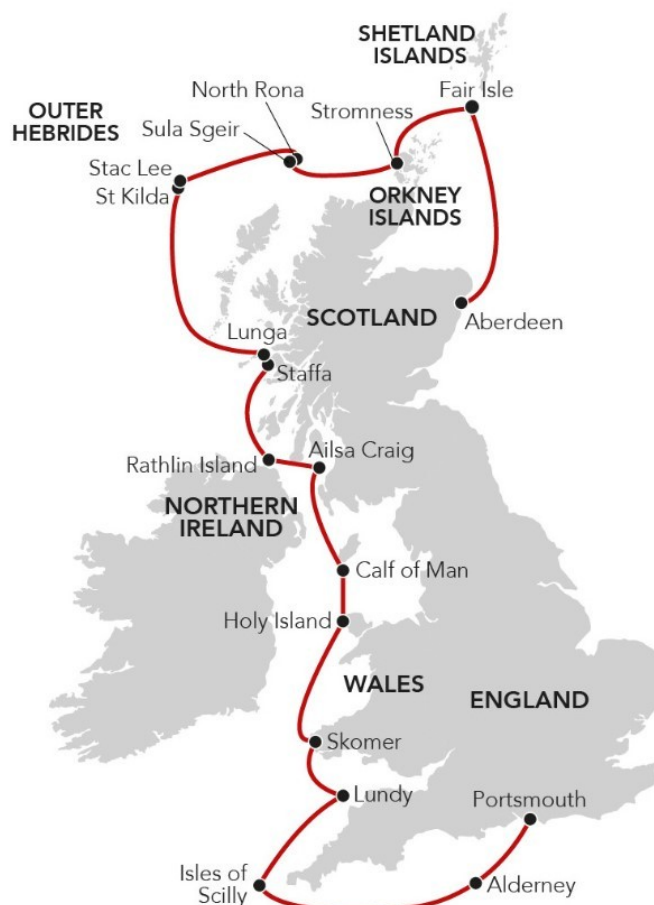 SHETLAND
ISLANDS
North Rona
Fair Isle
OUTER
HEBRIDES
Stromness
Sula Sgeir
Stac Lee
St Kilda
ORKNEY
ISLANDS
SCOTLAND
Aberdeen
Lunga
Staffa
Ailsa Craig
Rathlin Island
NORTHERN
IRELAND
Calf of Man
Holy Island
WALES
ENGLAND
Skomer
Lundy
Portsmouth
Isles of
Scilly
Alderney